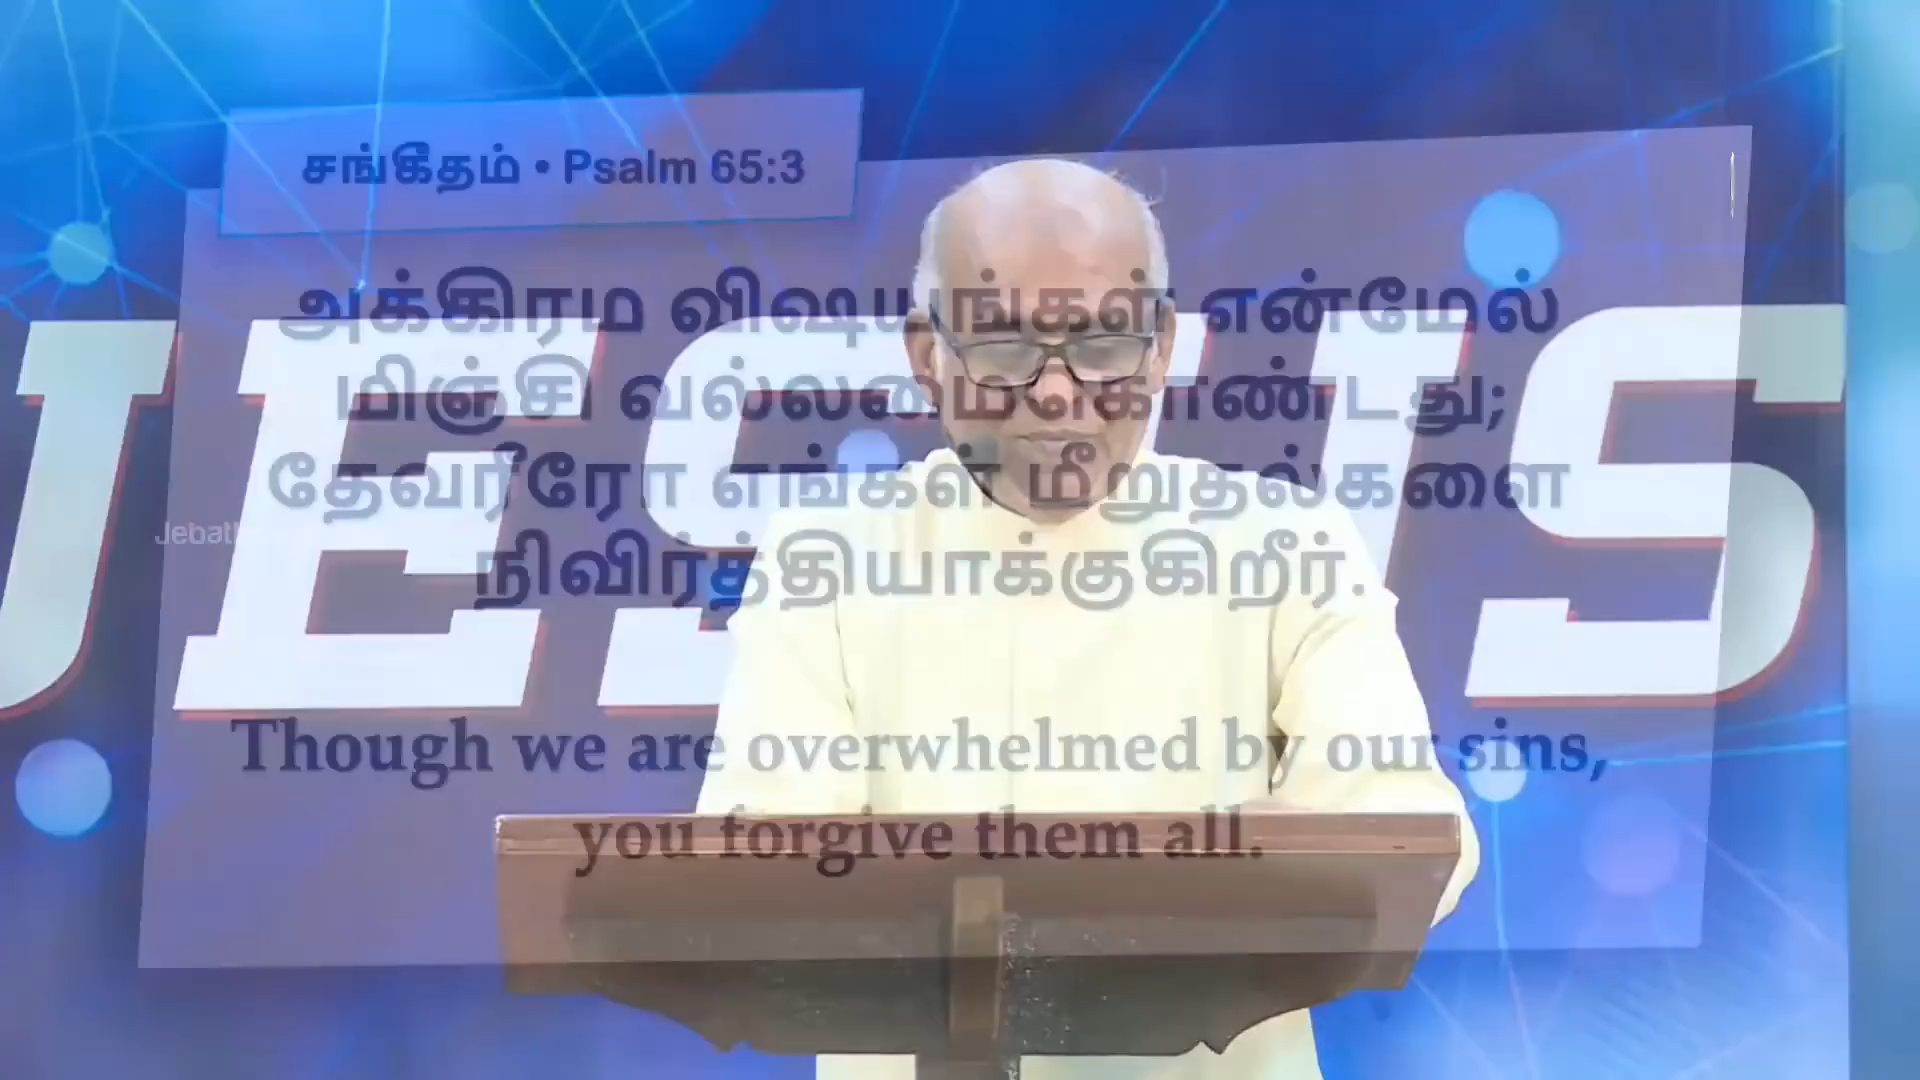 சங்கீதம் • Psalm 65:3
அக்கிரம விஷயங்கள் என்மேல்
மிஞ்சி வல்லமைகொண்டது;
தேவரீரோ எங்கள் மீறுதல்களை
நிவிர்த்தியாக்குகிறீர்.
Though we are overwhelmed by our sins,
you forgive them all.